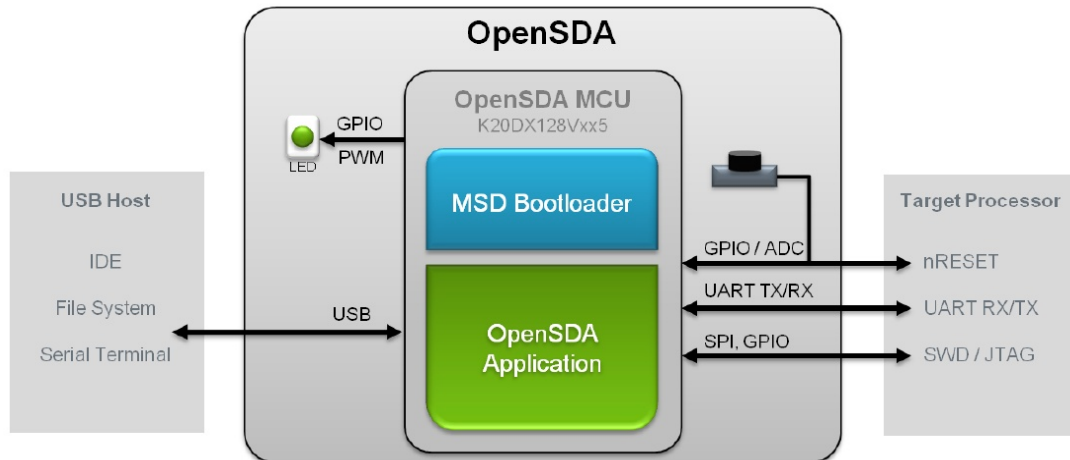 OpenSDA
OpenSDA MCU
K20DX128Vxx5
GPIO
PWM
LED
MSD Bootloader
USB Host
IDE
File System
Serial Terminal
USB
OpenSDA
Application
GPIO / ADC
UART TX/RX
SPI, GPIO
Target Processor
nRESET
UART RX/TX
SWD / JTAG